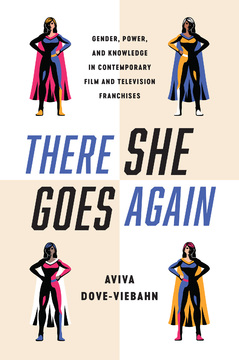 GENDER, POWER,
AND KNOWLEDGE
IN CONTEMPORARY
FILM AND TELEVISION
FRANCHISES
THERE SHE
GOES AGAIN
AVIVA
DOVE-VIEBAHN